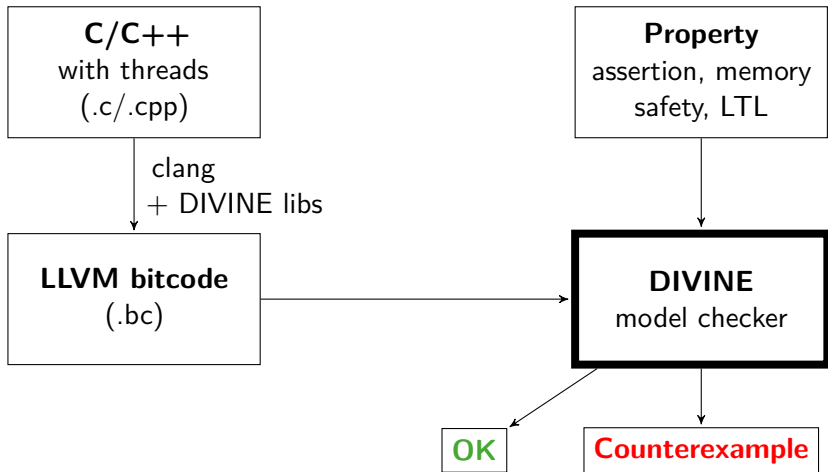 C/C++
with threads
(.c/.cpp)
Property
assertion, memory
safety, LTL
clang
+ DIVINE libs
LLVM bitcode
(.bc)
DIVINE
model checker
OK
Counterexample